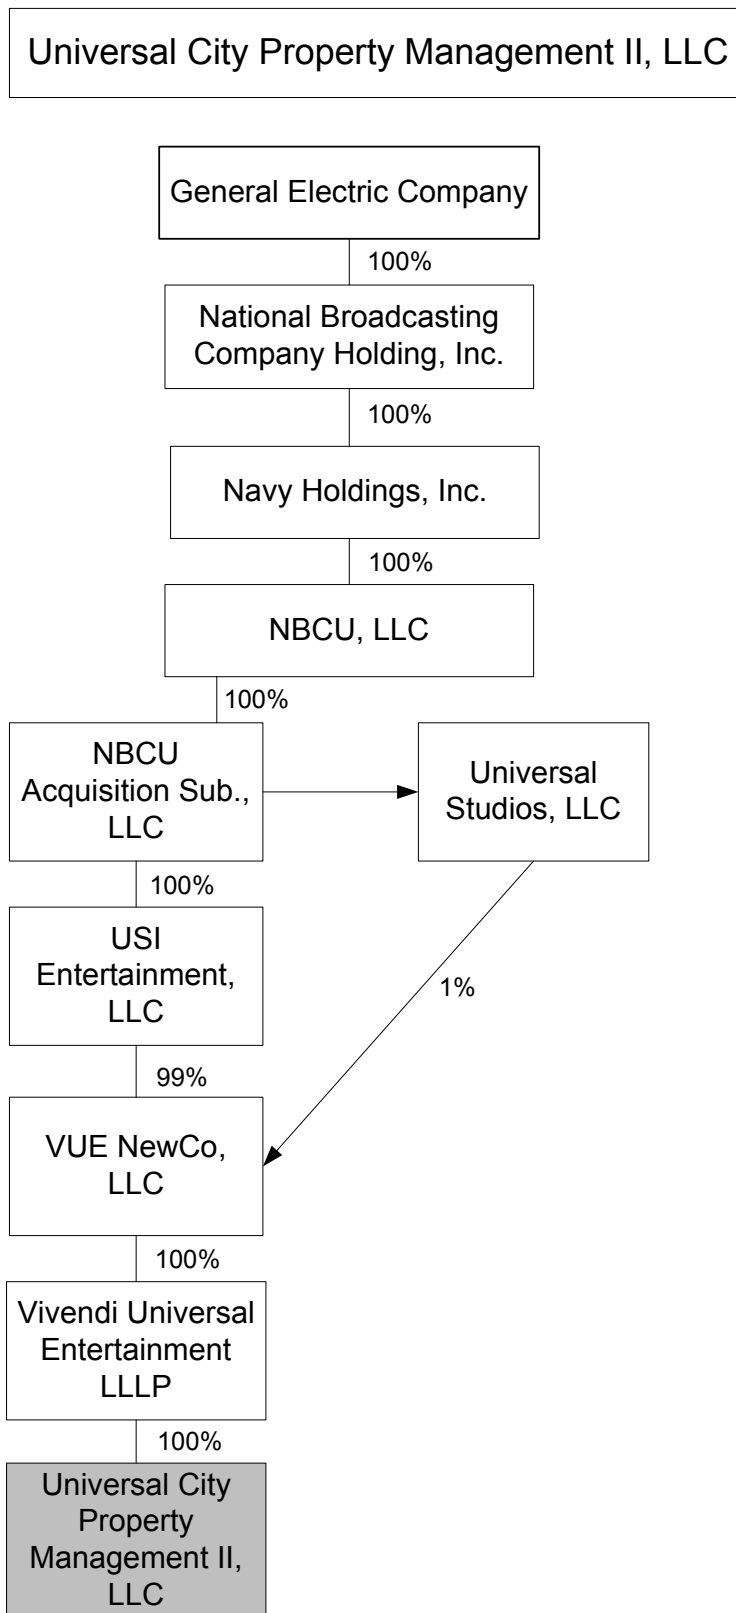 Universal City Property Management II, LLC
General Electric Company
100%
National Broadcasting
Company Holding, Inc.
100%
Navy Holdings, Inc.
100%
NBCU, LLC
100%
NBCU
Acquisition Sub.,
LLC
Universal
Studios, LLC
100%
USI
Entertainment,
LLC
1%
99%
VUE NewCo,
LLC
100%
Vivendi Universal
Entertainment
LLLP
100%
Universal City
Property
Management II,
LLC